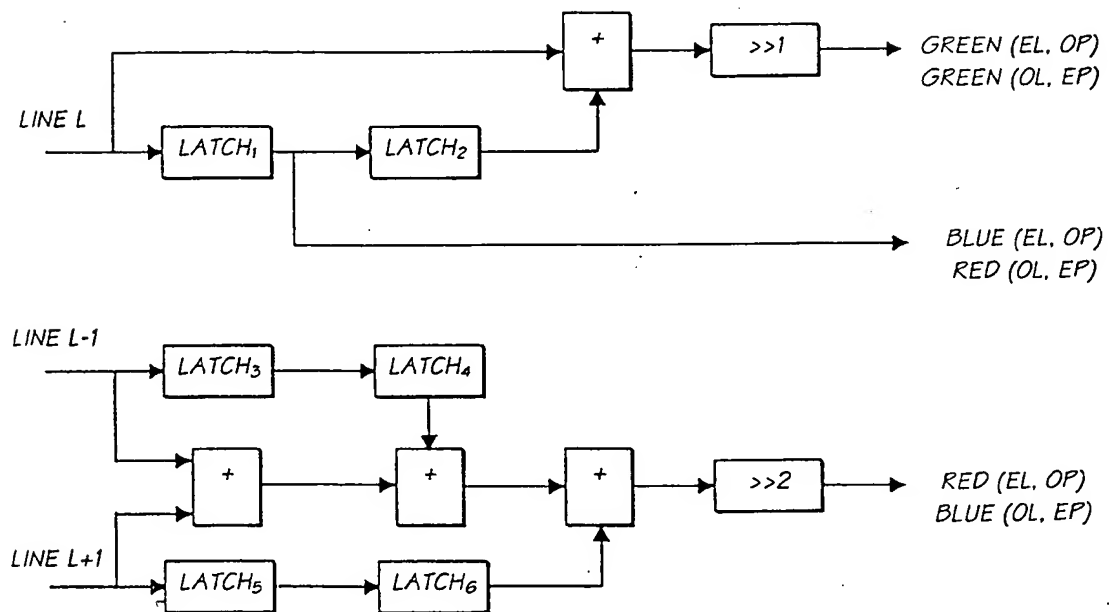 +
>>1
GREEN (EL, OP)
GREEN (OL, EP)
LINE L
LATCH₁
LATCH₂
BLUE (EL, OP)
RED (OL, EP)
LINE L-1
LATCH₃
LATCH₄
+
+
+
>>2
RED (EL, OP)
BLUE (OL, EP)
LINE L+1
LATCH₅
LATCH₆